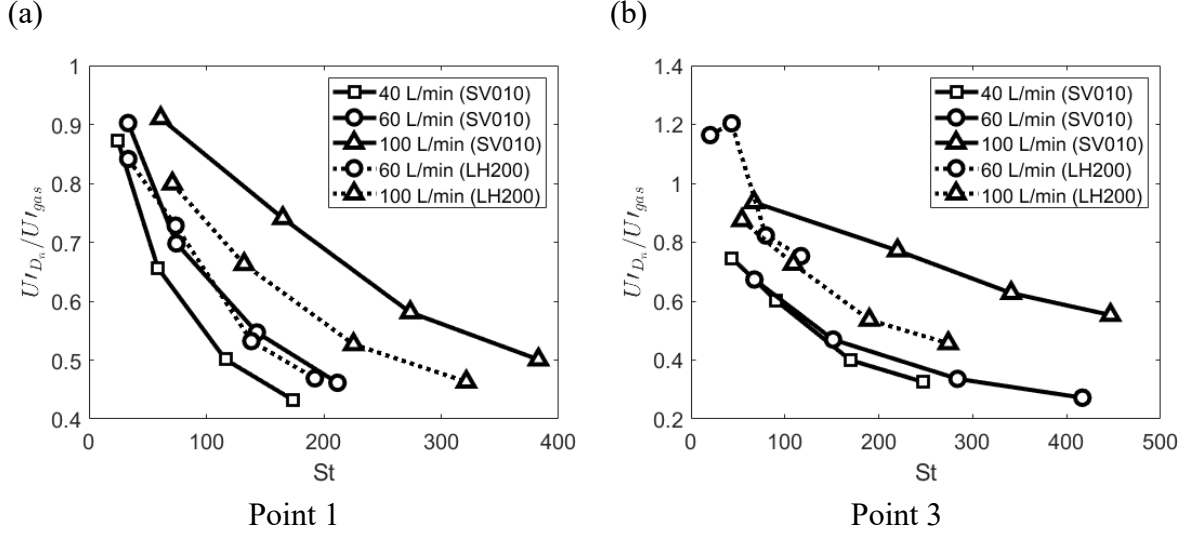 (a)
1
0.9
0.8
0.7
0.6
0.5
0.4
0
100
200
300
400
St
U′_{D_n}/U′_{gas}
40 L/min (SV010)
60 L/min (SV010)
100 L/min (SV010)
60 L/min (LH200)
100 L/min (LH200)
Point 1
(b)
1.4
1.2
1
0.8
0.6
0.4
0.2
0
100
200
300
400
500
St
U′_{D_n}/U′_{gas}
40 L/min (SV010)
60 L/min (SV010)
100 L/min (SV010)
60 L/min (LH200)
100 L/min (LH200)
Point 3